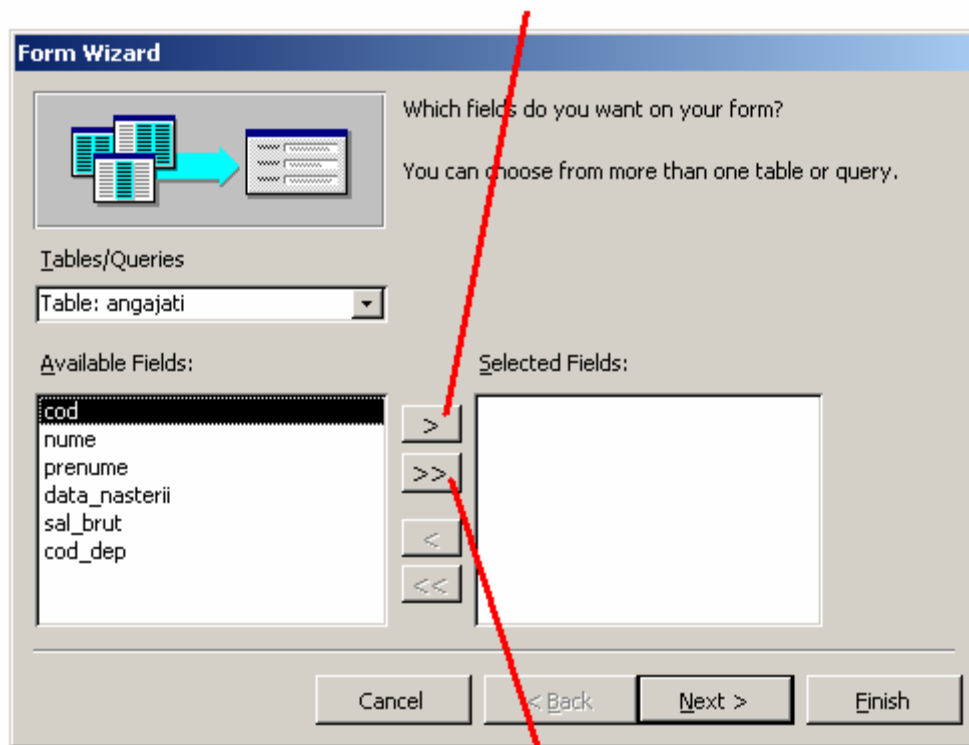 Form Wizard
Which fields do you want on your form?
You can choose from more than one table or query.
Tables/Queries
Table: angajati
Available Fields:
Selected Fields:
cod
nume
prenume
data_nasterii
sal_brut
cod_dep
>
>>
<
<<
Cancel
< Back
Next >
Finish